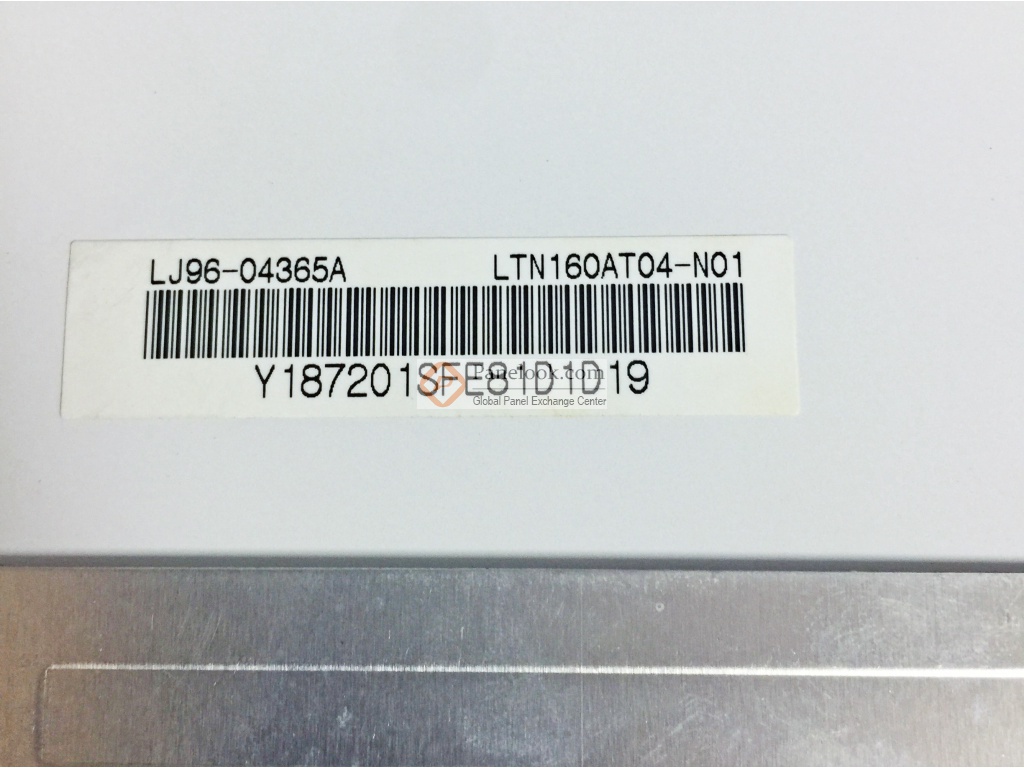 LJ96-04365A LTN160AT04-N01
Y187201SFE81D1D19
Panelook.com
Global Panel Exchange Center